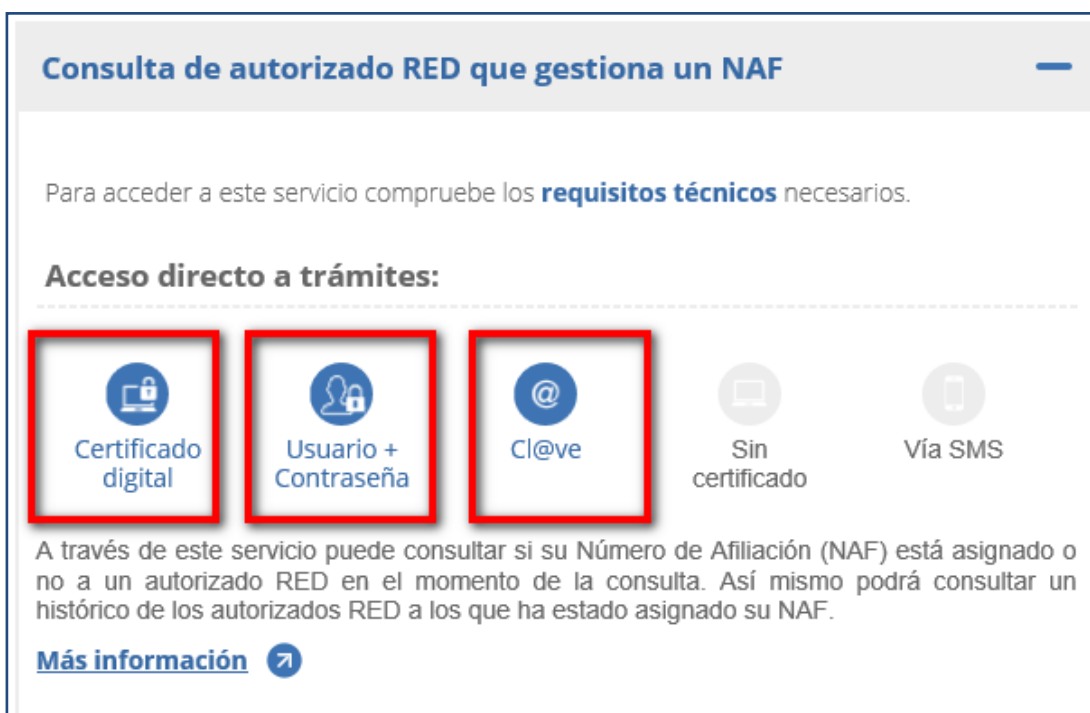 Consulta de autorizado RED que gestiona un NAF
Para acceder a este servicio compruebe los requisitos técnicos necesarios.
Acceso directo a trámites:
Certificado
digital
Usuario +
Contraseña
@
Cl@ve
Sin
certificado
Vía SMS
A través de este servicio puede consultar si su Número de Afiliación (NAF) está asignado o
no a un autorizado RED en el momento de la consulta. Así mismo podrá consultar un
histórico de los autorizados RED a los que ha estado asignado su NAF.
Más información